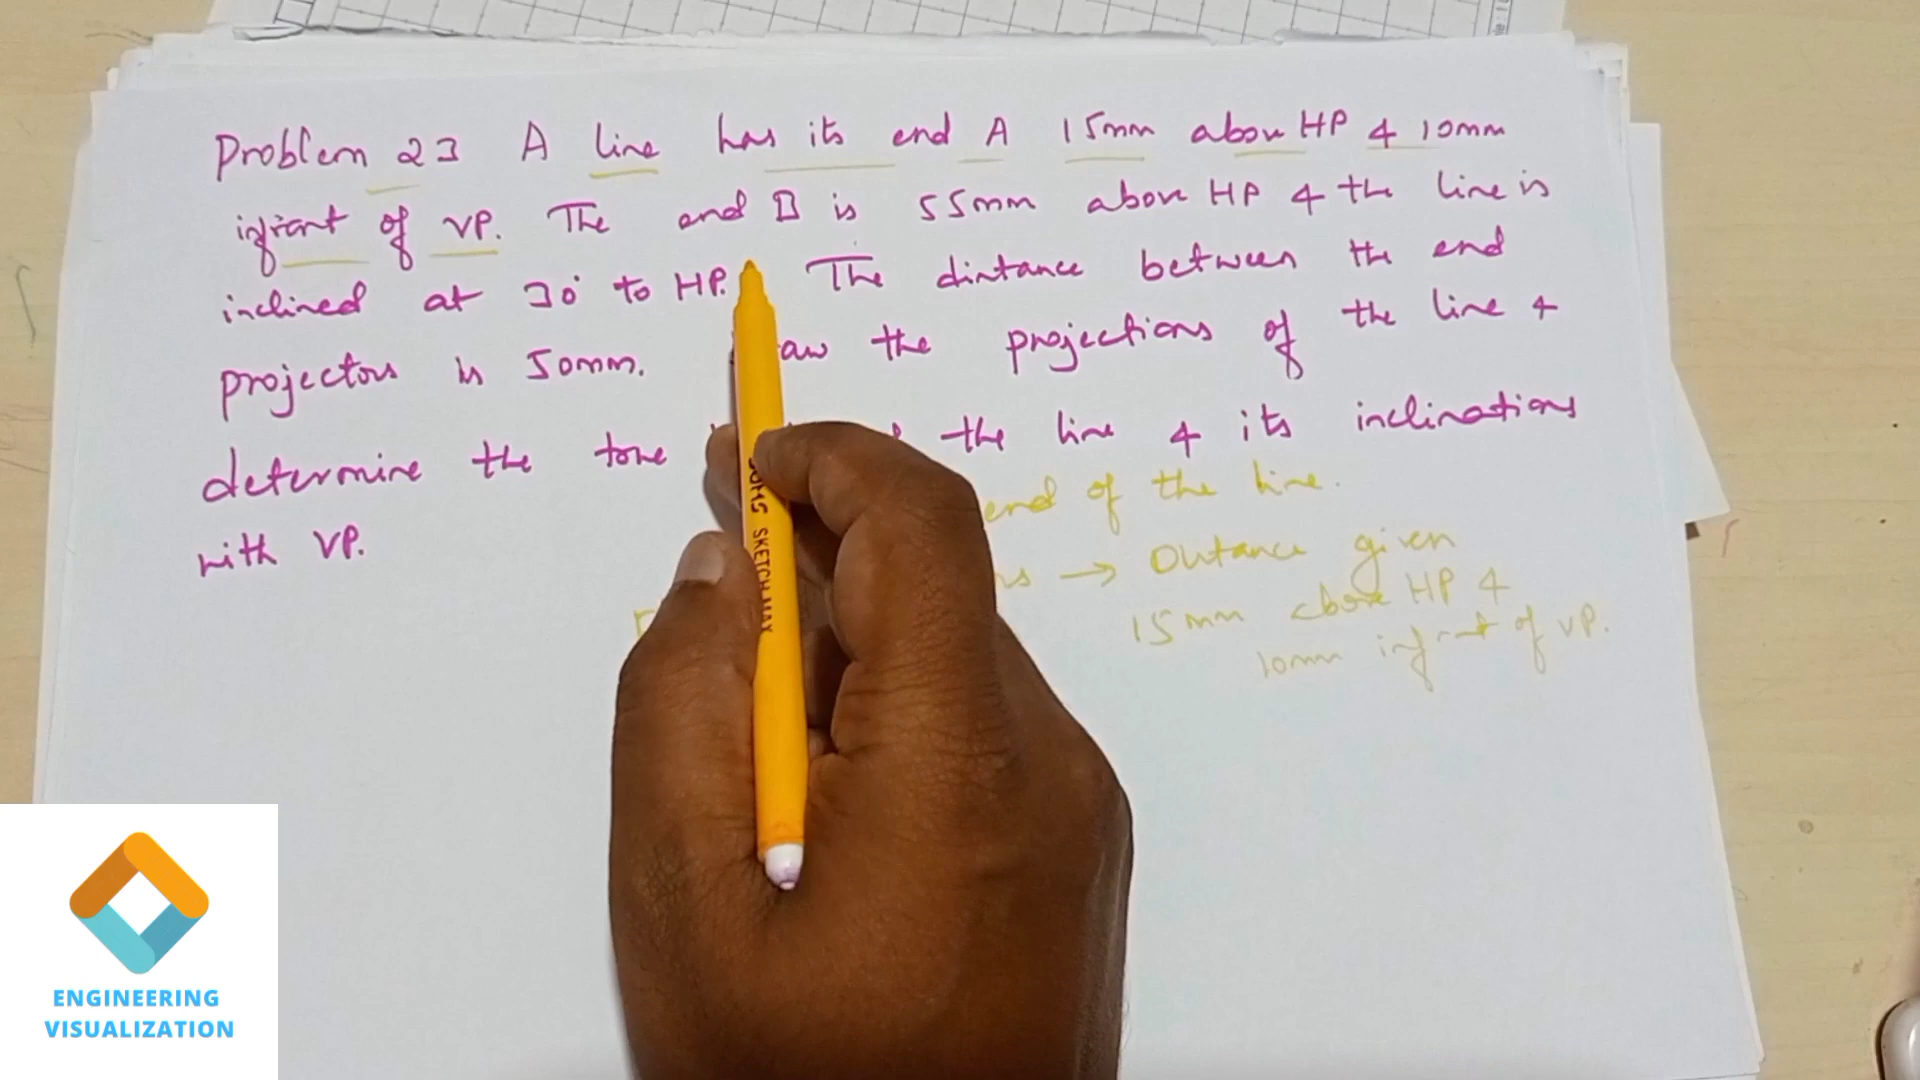 Problem 23 A line has its end A 15mm above HP & 10mm
infront of VP. The end B is 55mm above HP & the line is
inclined at 30° to HP. The distance between the end
projectors is 50mm. the projections of the line &
determine the true the line & its inclinations
with VP.
end of the line.
→ Distance given
15mm above HP &
10mm infront of VP.
SKETCH MAX
ENGINEERING
VISUALIZATION